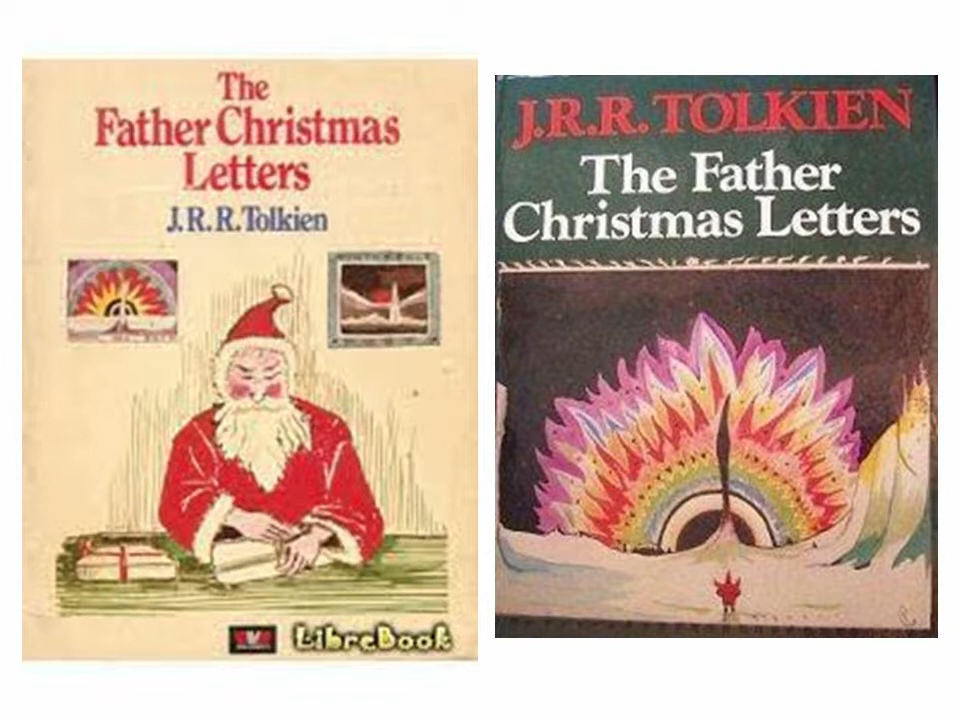 The
Father Christmas
Letters
J. R. R. Tolkien
LibreBook
J.R.R. TOLKIEN
The Father
Christmas Letters